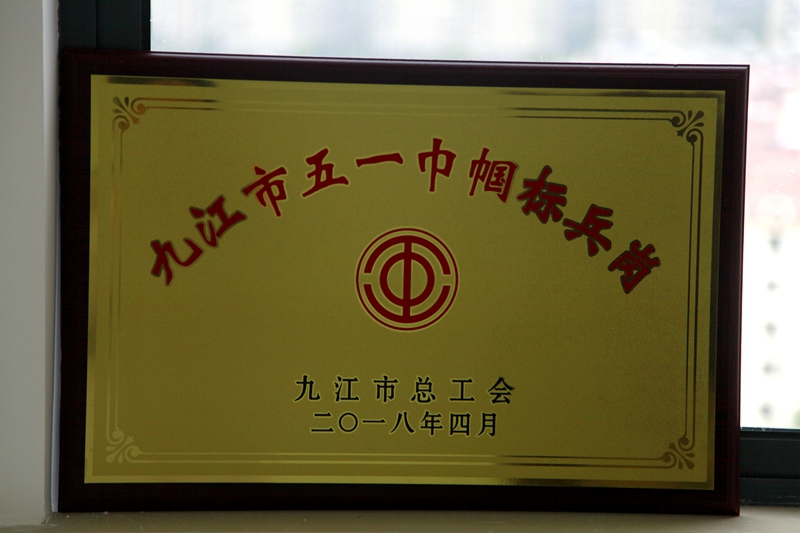 九江市五一巾帼标兵岗
九江市总工会
二〇一八年四月